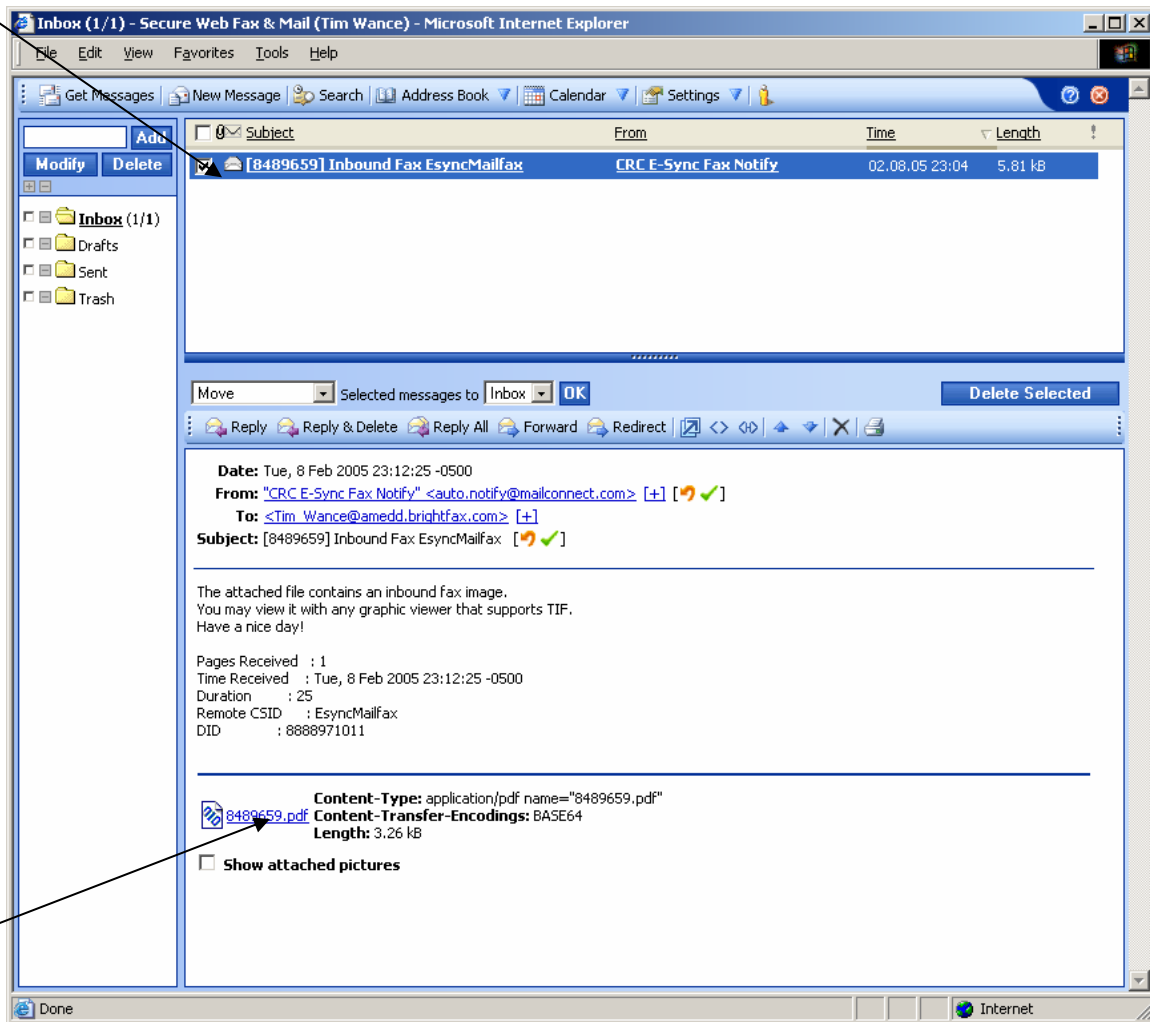 Inbox (1/1) - Secure Web Fax & Mail (Tim Wance) - Microsoft Internet Explorer
File Edit View Favorites Tools Help
Get Messages New Message Search Address Book Calendar Settings
Add Subject From Time Length !
Modify Delete [8489659] Inbound Fax EsyncMailfax CRC E-Sync Fax Notify 02.08.05 23:04 5.81 kB
Inbox (1/1)
Drafts
Sent
Trash
Move Selected messages to Inbox OK Delete Selected
Reply Reply & Delete Reply All Forward Redirect
Date: Tue, 8 Feb 2005 23:12:25 -0500
From: "CRC E-Sync Fax Notify" <auto.notify@mailconnect.com> [+] [ ]
To: <Tim_Wance@amedd.brightfax.com> [+]
Subject: [8489659] Inbound Fax EsyncMailfax [ ]
The attached file contains an inbound fax image.
You may view it with any graphic viewer that supports TIF.
Have a nice day!
Pages Received : 1
Time Received : Tue, 8 Feb 2005 23:12:25 -0500
Duration : 25
Remote CSID : EsyncMailfax
DID : 8888971011
Content-Type: application/pdf name="8489659.pdf"
8489659.pdf Content-Transfer-Encodings: BASE64
Length: 3.26 kB
Show attached pictures
Done Internet